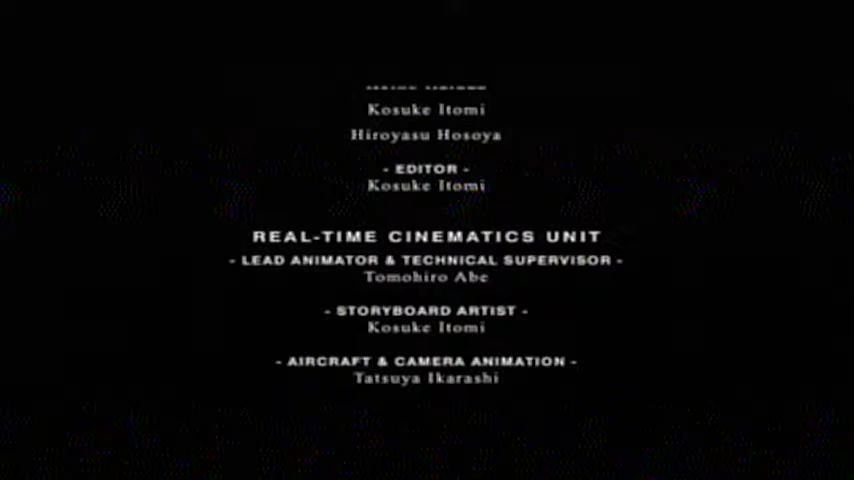 Kosuke Itomi
Hiroyasu Hosoya
- EDITOR -
Kosuke Itomi
REAL-TIME CINEMATICS UNIT
- LEAD ANIMATOR & TECHNICAL SUPERVISOR -
Tomohiro Abe
- STORYBOARD ARTIST -
Kosuke Itomi
- AIRCRAFT & CAMERA ANIMATION -
Tatsuya Ikarashi